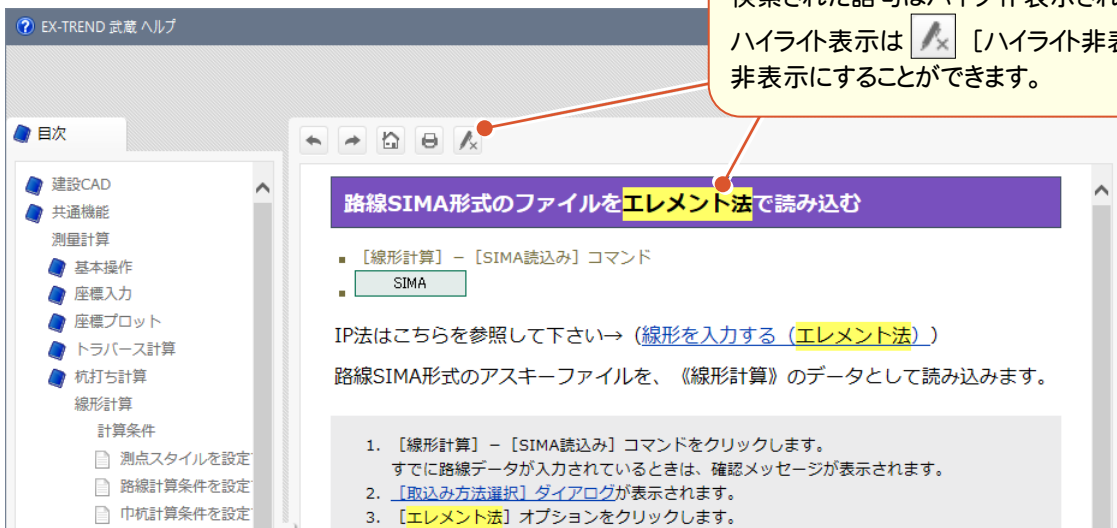 EX-TREND 武蔵 ヘルプ
ハイライト表示は [ハイライト非表
非表示にすることができます。
目次
建設CAD
共通機能
測量計算
基本操作
座標入力
座標プロット
トラバース計算
杭打ち計算
線形計算
計算条件
測点スタイルを設定
路線計算条件を設定
中杭計算条件を設定
路線SIMA形式のファイルをエレメント法で読み込む
［線形計算］－［SIMA読込み］コマンド
SIMA
IP法はこちらを参照して下さい→（線形を入力する（エレメント法））
路線SIMA形式のアスキーファイルを、《線形計算》のデータとして読み込みます。
1. ［線形計算］－［SIMA読込み］コマンドをクリックします。
すでに路線データが入力されているときは、確認メッセージが表示されます。
2. ［取込み方法選択］ダイアログが表示されます。
3. ［エレメント法］オプションをクリックします。